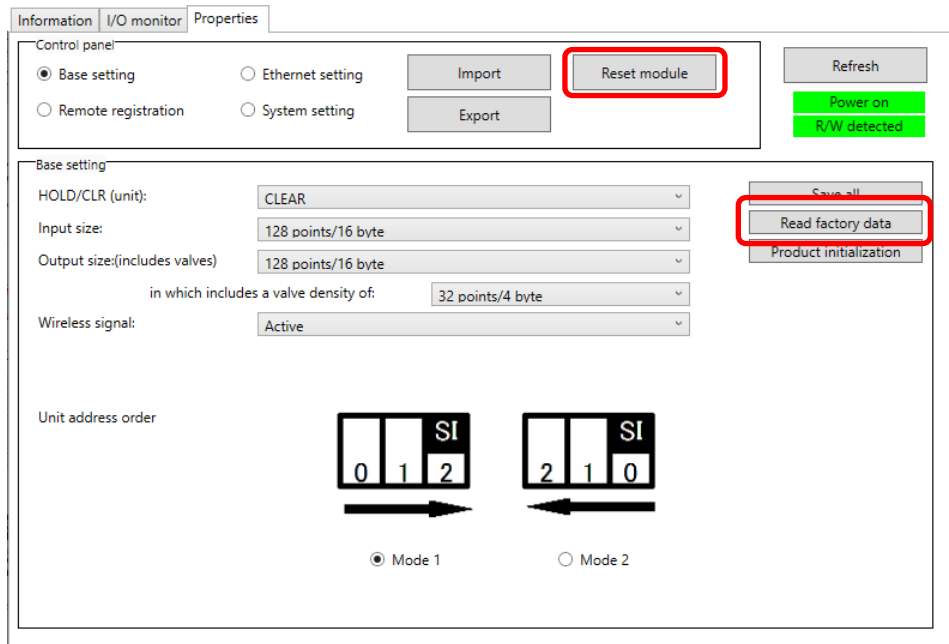 Information I/O monitor Properties
Control panel
Base setting Ethernet setting Import Reset module Refresh
Remote registration System setting Export Power on
R/W detected
Base setting
HOLD/CLR (unit): CLEAR Save all
Input size: 128 points/16 byte Read factory data
Output size:(includes valves) 128 points/16 byte Product initialization
in which includes a valve density of: 32 points/4 byte
Wireless signal: Active
Unit address order
SI SI
0 1 2 2 1 0
Mode 1 Mode 2